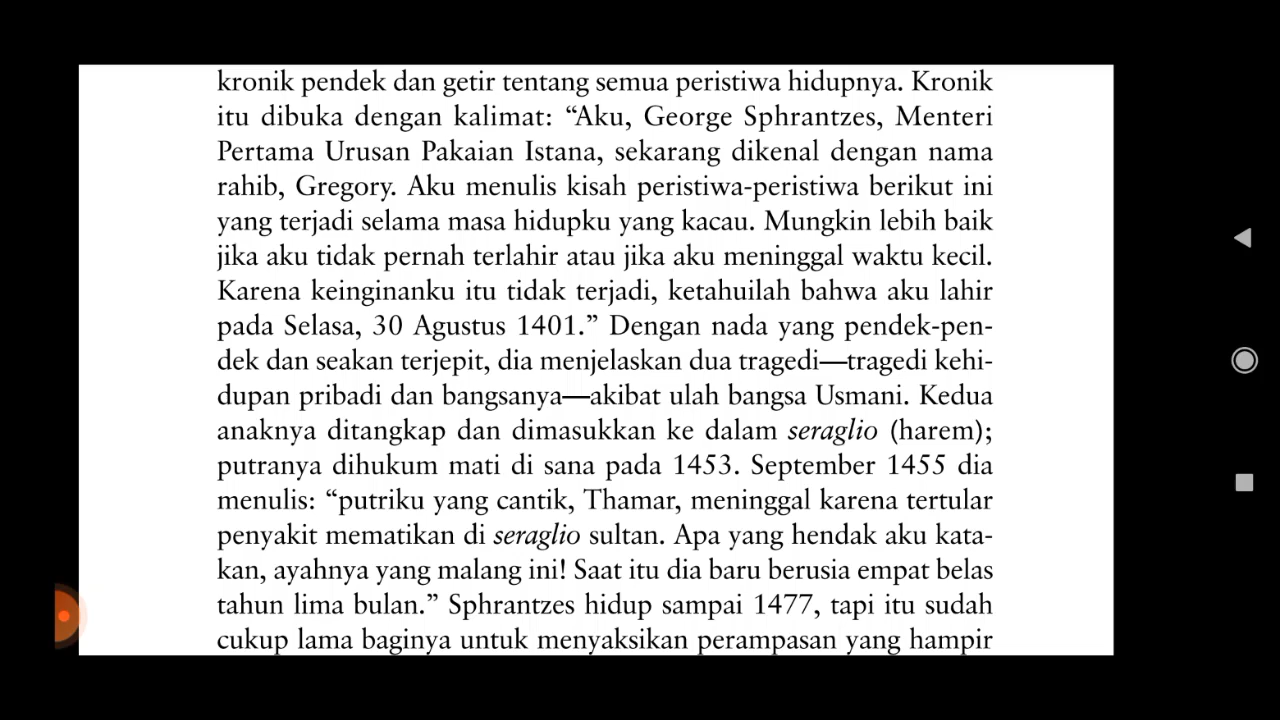 kronik pendek dan getir tentang semua peristiwa hidupnya. Kronik
itu dibuka dengan kalimat: “Aku, George Sphrantzes, Menteri
Pertama Urusan Pakaian Istana, sekarang dikenal dengan nama
rahib, Gregory. Aku menulis kisah peristiwa-peristiwa berikut ini
yang terjadi selama masa hidupku yang kacau. Mungkin lebih baik
jika aku tidak pernah terlahir atau jika aku meninggal waktu kecil.
Karena keinginanku itu tidak terjadi, ketahuilah bahwa aku lahir
pada Selasa, 30 Agustus 1401.” Dengan nada yang pendek-pen-
dek dan seakan terjepit, dia menjelaskan dua tragedi—tragedi kehi-
dupan pribadi dan bangsanya—akibat ulah bangsa Usmani. Kedua
anaknya ditangkap dan dimasukkan ke dalam seraglio (harem);
putranya dihukum mati di sana pada 1453. September 1455 dia
menulis: “putriku yang cantik, Thamar, meninggal karena tertular
penyakit mematikan di seraglio sultan. Apa yang hendak aku kata-
kan, ayahnya yang malang ini! Saat itu dia baru berusia empat belas
tahun lima bulan.” Sphrantzes hidup sampai 1477, tapi itu sudah
cukup lama baginya untuk menyaksikan perampasan yang hampir